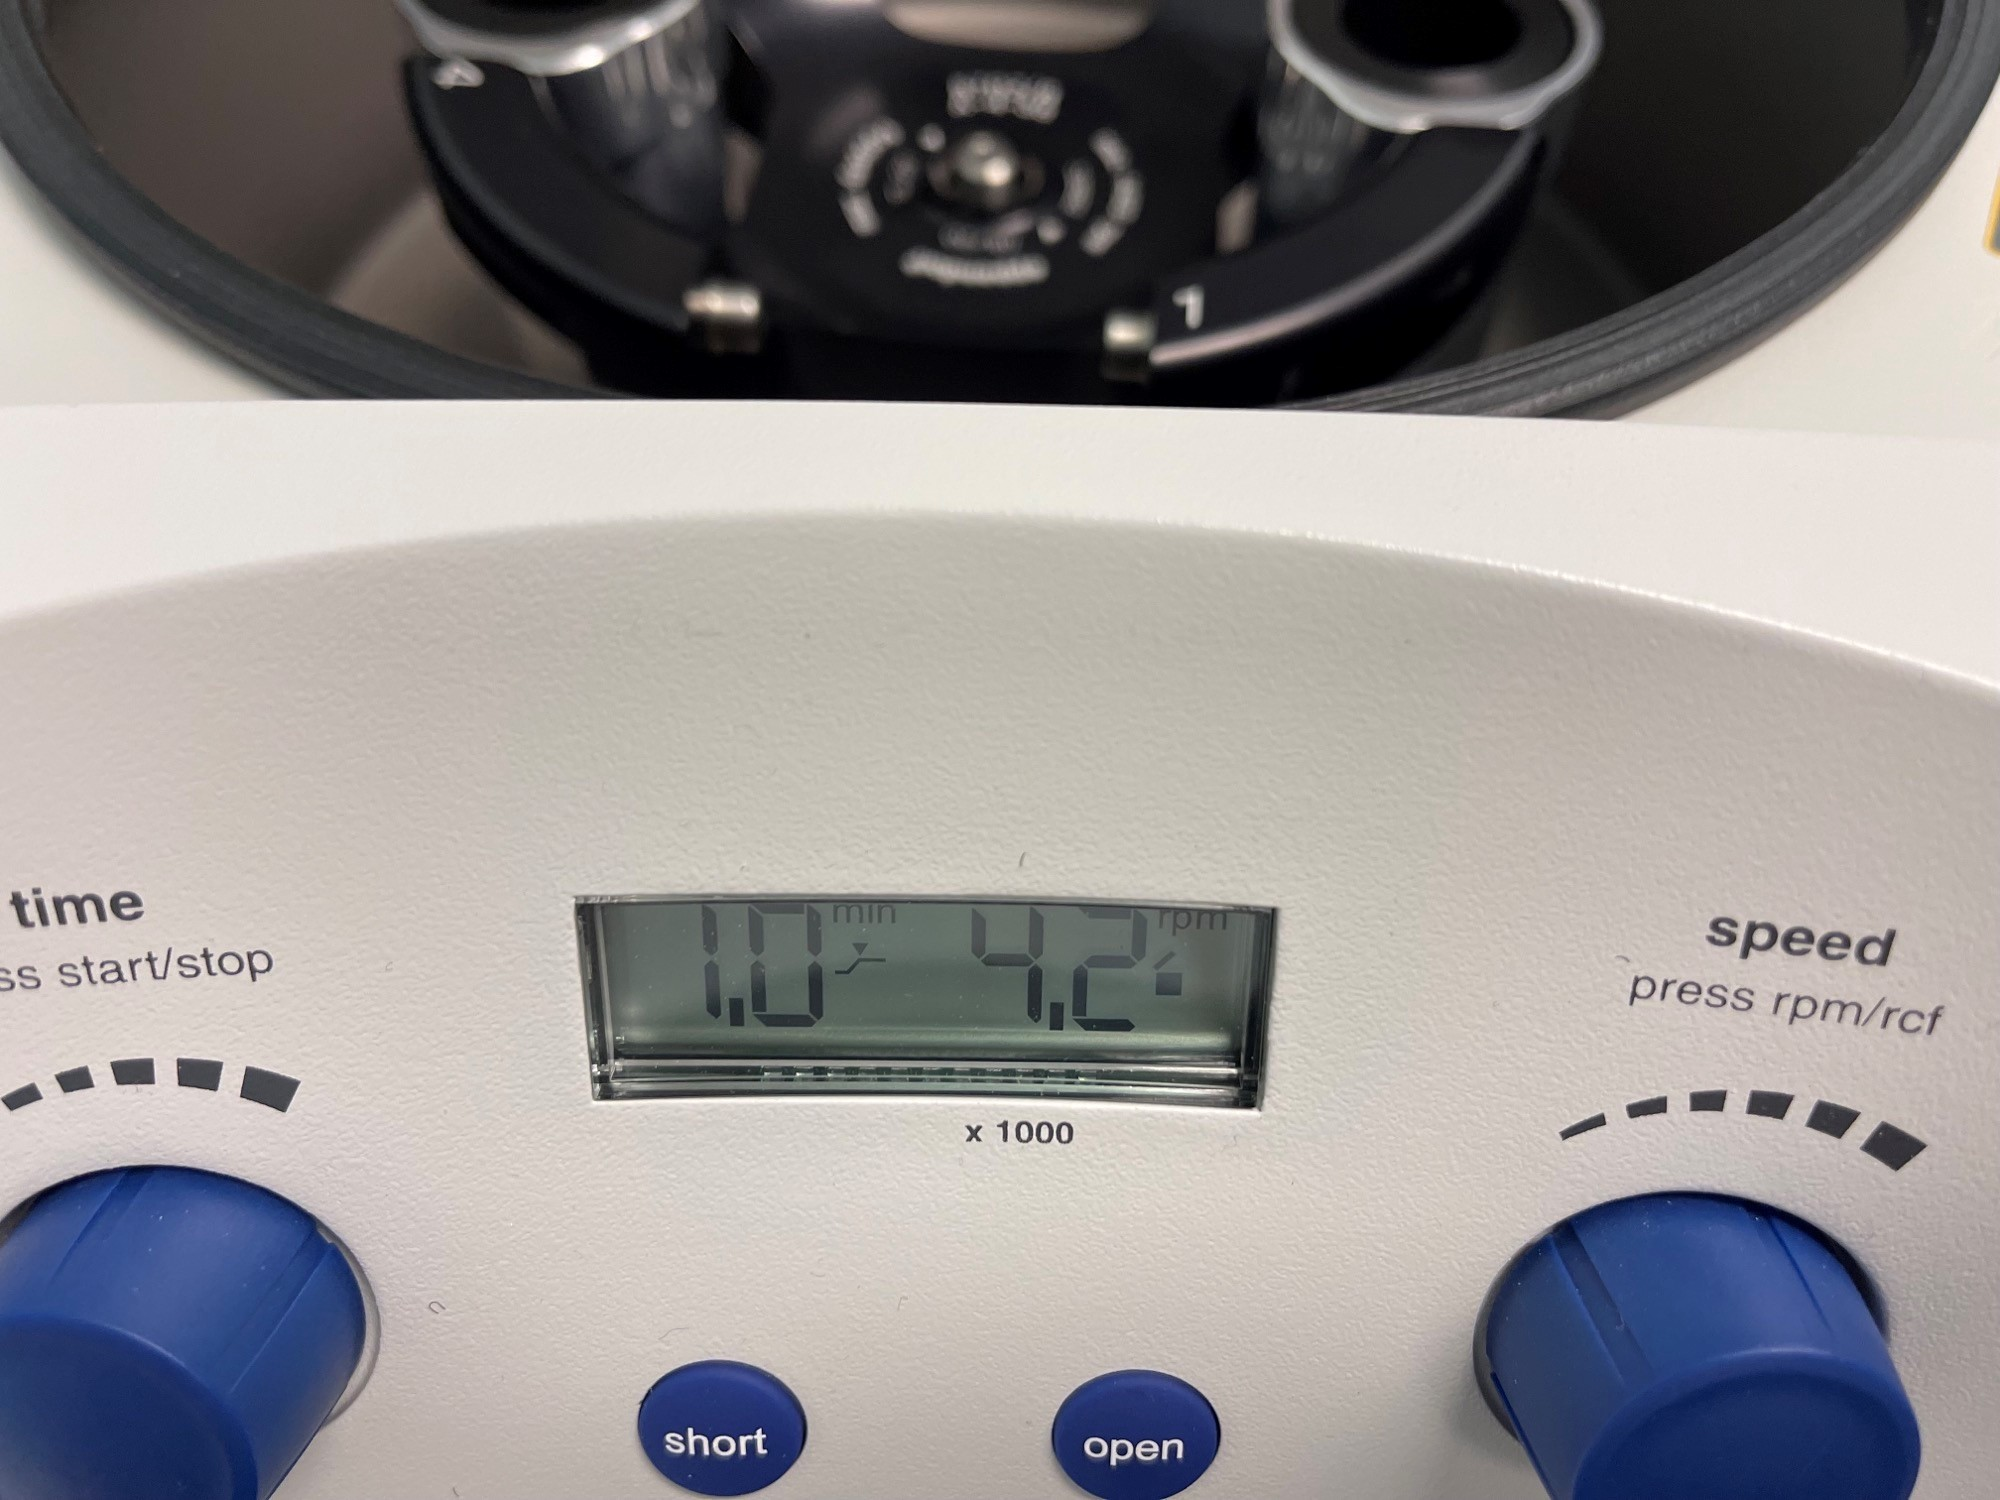 1
time
ss start/stop
1.0 min 4.2 rpm
x 1000
speed
press rpm/rcf
short
open